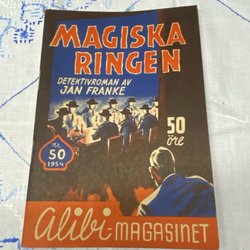 MAGISKA
RINGEN
DETEKTIVROMAN AV
JAN FRANKE
50
öre
Nr.
50
1954
Alibi-MAGASINET